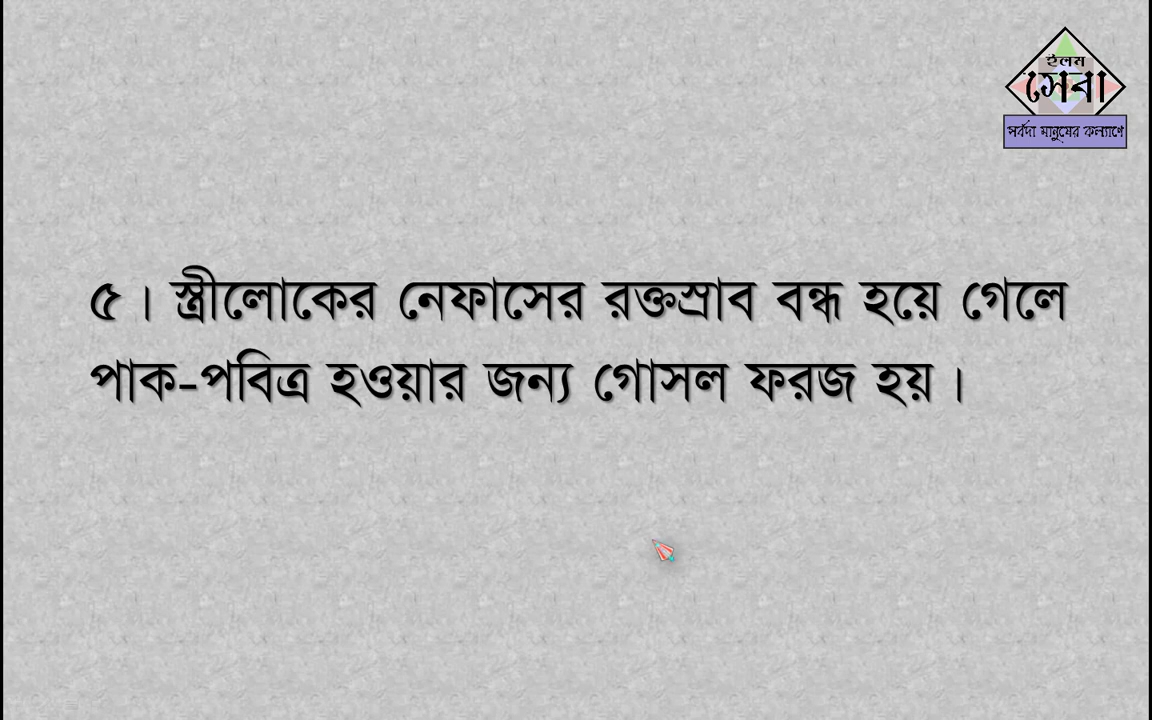 ইলম
সেবা
সর্বদা মানুষের কল্যাণে
৫। স্ত্রীলোকের নেফাসের রক্তস্রাব বন্ধ হয়ে গেলে
পাক-পবিত্র হওয়ার জন্য গোসল ফরজ হয়।